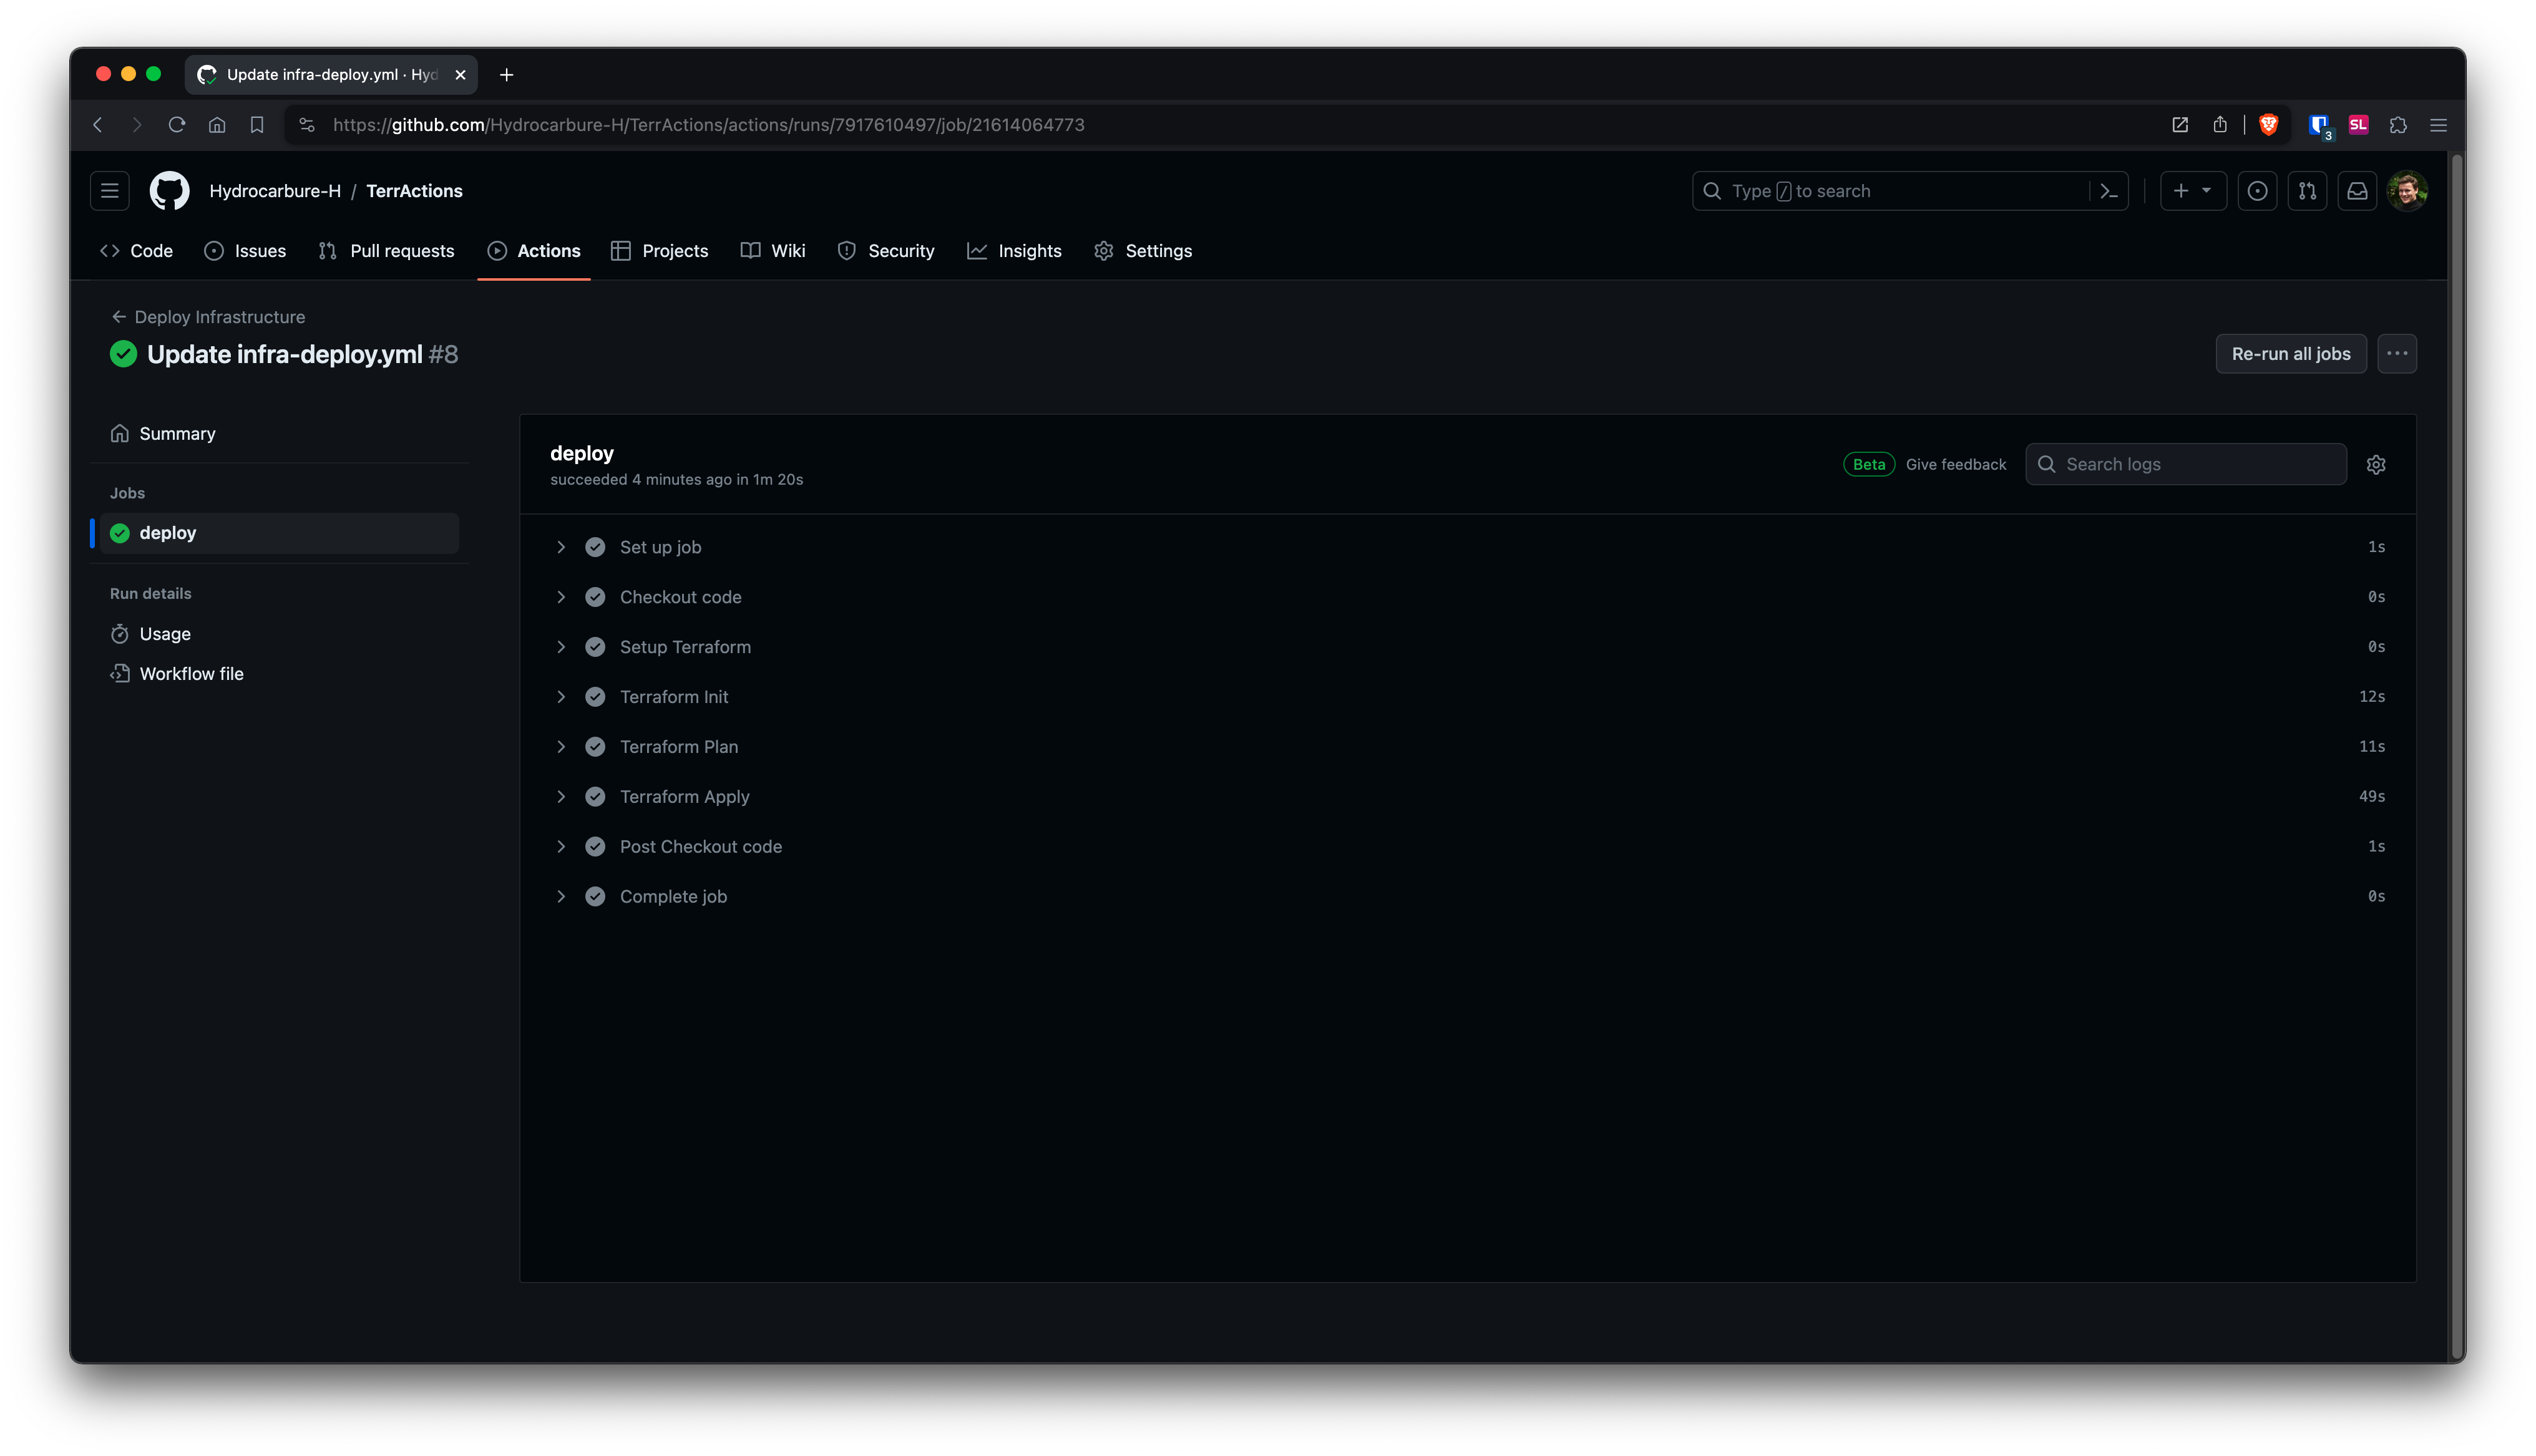 Update infra-deploy.yml · Hyd
https://github.com/Hydrocarbure-H/TerrActions/actions/runs/7917610497/job/21614064773
SL
3
Hydrocarbure-H / TerrActions
Type / to search
Code Issues Pull requests Actions Projects Wiki Security Insights Settings
Deploy Infrastructure
Update infra-deploy.yml #8
Re-run all jobs
Summary
Jobs
deploy
Run details
Usage
Workflow file
deploy
succeeded 4 minutes ago in 1m 20s
Beta Give feedback Search logs
Set up job 1s
Checkout code 0s
Setup Terraform 0s
Terraform Init 12s
Terraform Plan 11s
Terraform Apply 49s
Post Checkout code 1s
Complete job 0s